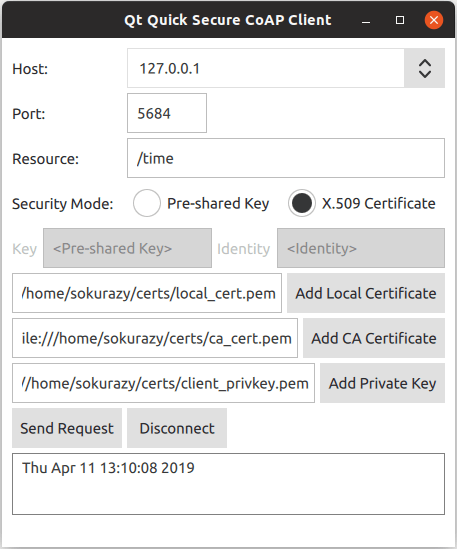 Qt Quick Secure CoAP Client
Host: 127.0.0.1
Port: 5684
Resource: /time
Security Mode: Pre-shared Key X.509 Certificate
Key <Pre-shared Key> Identity <Identity>
/home/sokurazy/certs/local_cert.pem Add Local Certificate
ile:///home/sokurazy/certs/ca_cert.pem Add CA Certificate
//home/sokurazy/certs/client_privkey.pem Add Private Key
Send Request Disconnect
Thu Apr 11 13:10:08 2019